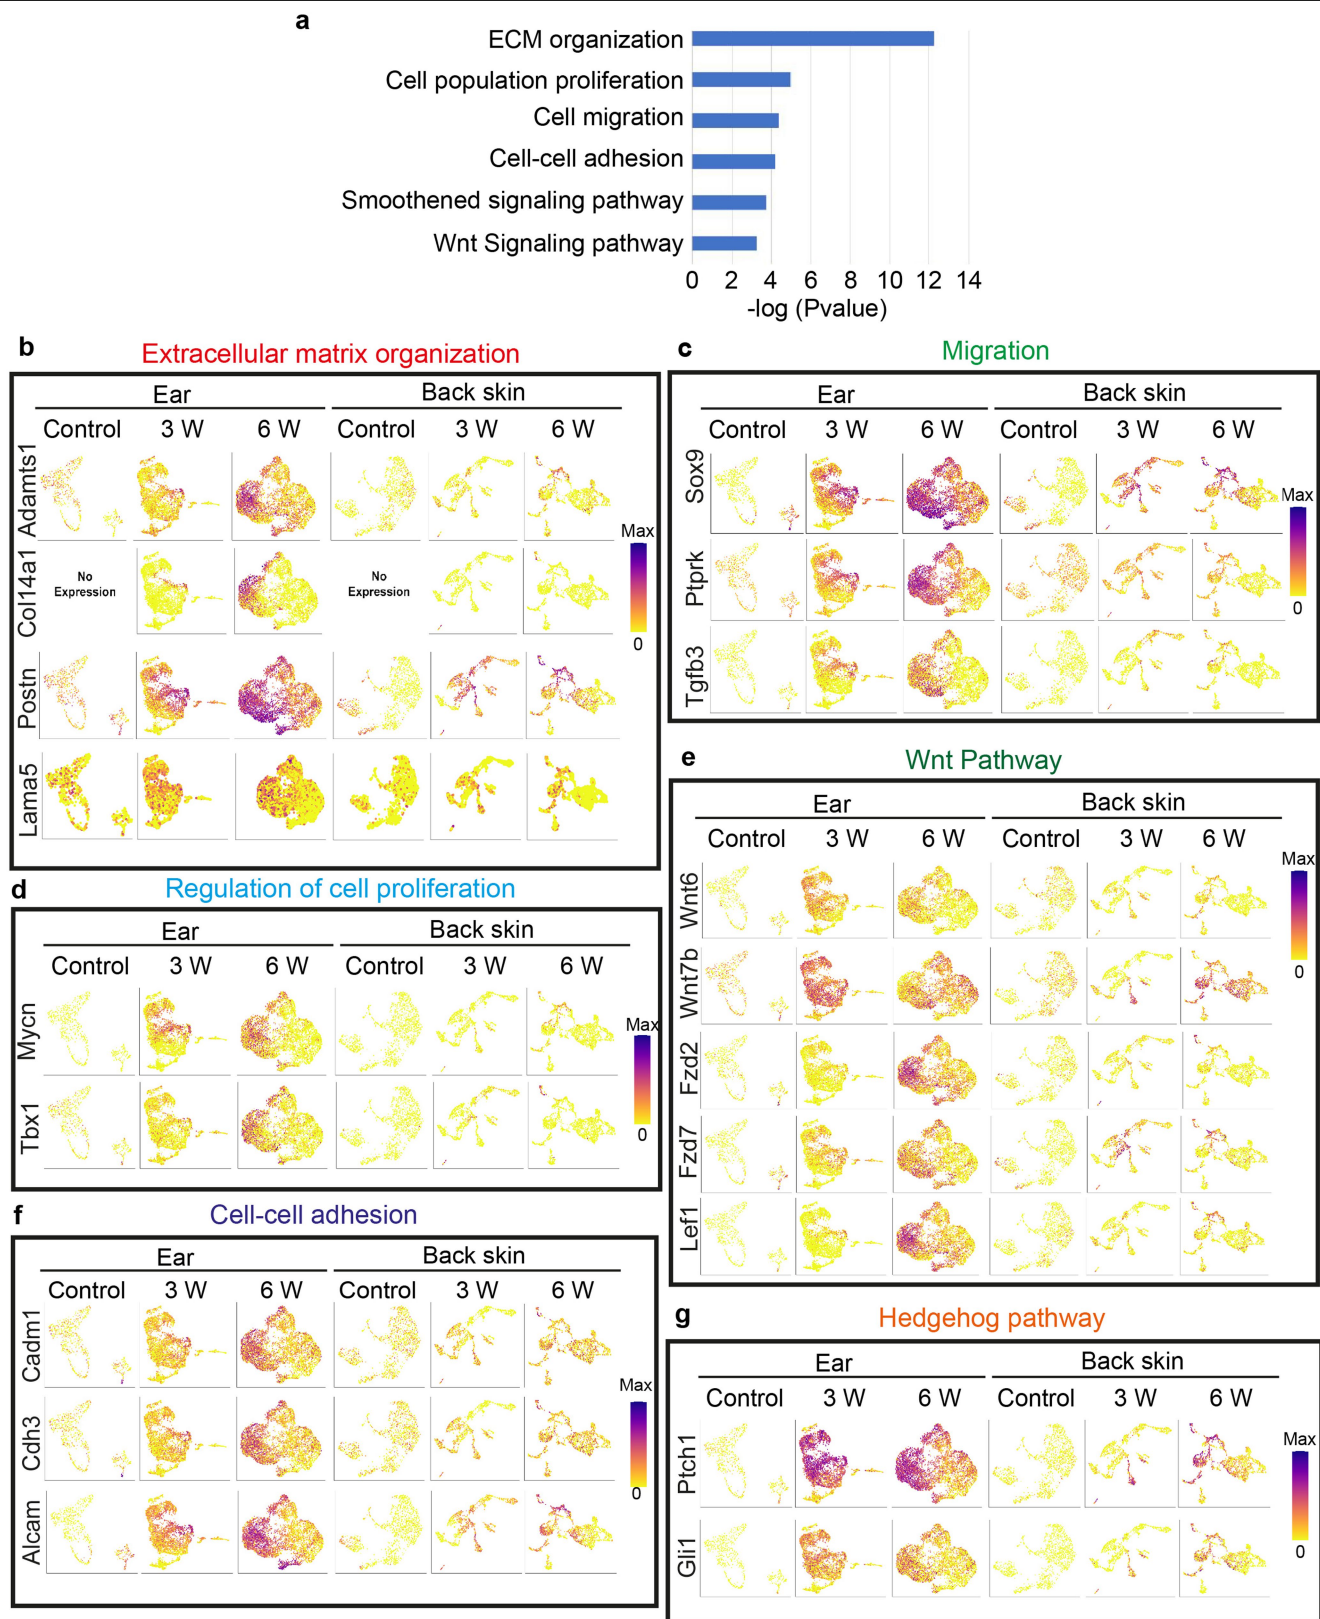 a
ECM organization
Cell population proliferation
Cell migration
Cell-cell adhesion
Smoothened signaling pathway
Wnt Signaling pathway
0 2 4 6 8 10 12 14
-log (Pvalue)
b
Extracellular matrix organization
Ear Back skin
Control 3 W 6 W Control 3 W 6 W
Adamts1
Col14a1
No
Expression
No
Expression
Postn
Lama5
Max
0
c
Migration
Ear Back skin
Control 3 W 6 W Control 3 W 6 W
Sox9
Ptprk
Tgfb3
Max
0
d
Regulation of cell proliferation
Ear Back skin
Control 3 W 6 W Control 3 W 6 W
Mycn
Tbx1
Max
0
e
Wnt Pathway
Ear Back skin
Control 3 W 6 W Control 3 W 6 W
Wnt6
Wnt7b
Fzd2
Fzd7
Lef1
Max
0
f
Cell-cell adhesion
Ear Back skin
Control 3 W 6 W Control 3 W 6 W
Cadm1
Cdh3
Alcam
Max
0
g
Hedgehog pathway
Ear Back skin
Control 3 W 6 W Control 3 W 6 W
Ptch1
Gli1
Max
0